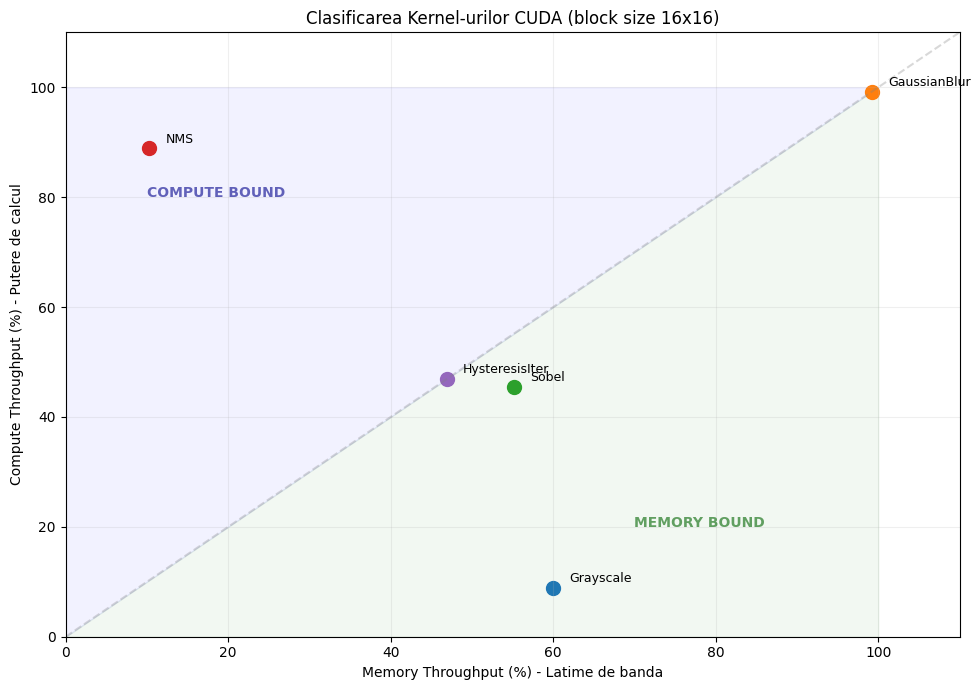 Clasificarea Kernel-urilor CUDA (block size 16x16)
Compute Throughput (%) - Putere de calcul
100
80
60
40
20
0
GaussianBlur
NMS
COMPUTE BOUND
HysteresisIter
Sobel
MEMORY BOUND
Grayscale
0 20 40 60 80 100
Memory Throughput (%) - Latime de banda